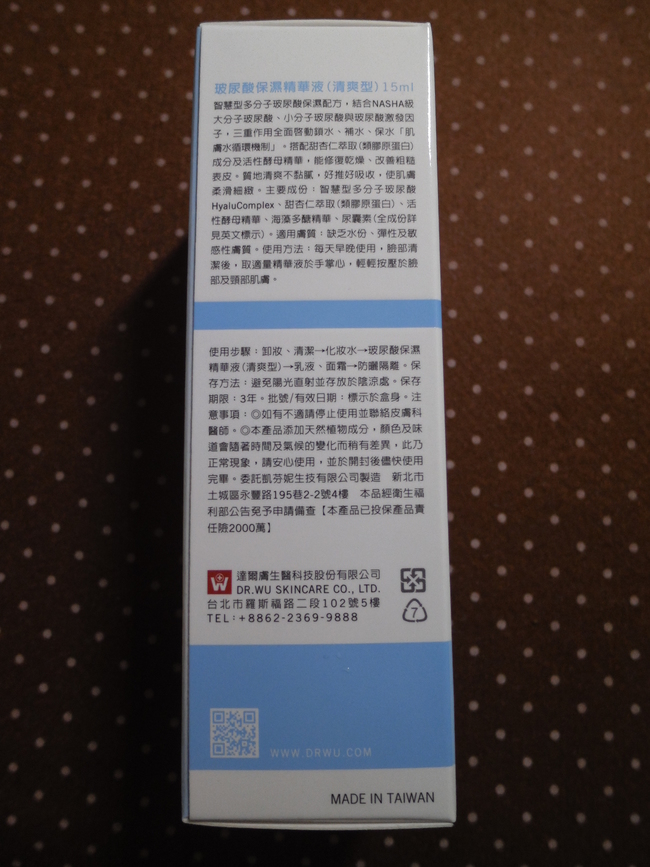 玻尿酸保濕精華液(清爽型)15ml
智慧型多分子玻尿酸保濕配方，結合NASHA級
大分子玻尿酸、小分子玻尿酸與玻尿酸激發因
子，三重作用全面啓動鎖水、補水、保水「肌
膚水循環機制」。搭配甜杏仁萃取(類膠原蛋白)
成分及活性酵母精華，能修復乾燥、改善粗糙
表皮。質地清爽不黏膩，好推好吸收，使肌膚
柔滑細緻。主要成份：智慧型多分子玻尿酸
HyaluComplex、甜杏仁萃取(類膠原蛋白)、活
性酵母精華、海藻多醣精華、尿囊素(全成份詳
見英文標示)。適用膚質：缺乏水份、彈性及敏
感性膚質。使用方法：每天早晚使用，臉部清
潔後，取適量精華液於手掌心，輕輕按壓於臉
部及頸部肌膚。
使用步驟：卸妝、清潔→化妝水→玻尿酸保濕
精華液(清爽型)→乳液、面霜→防曬隔離。保
存方法：避免陽光直射並存放於陰涼處。保存
期限：3年。批號/有效日期：標示於盒身。注
意事項：◎如有不適請停止使用並聯絡皮膚科
醫師。◎本產品添加天然植物成分，顏色及味
道會隨著時間及氣候的變化而稍有差異，此乃
正常現象，請安心使用，並於開封後儘快使用
完畢。委託凱芬妮生技有限公司製造　新北市
土城區永豐路195巷2-2號4樓　本品經衛生福
利部公告免予申請備查【本產品已投保產品責
任險2000萬】
達爾膚生醫科技股份有限公司
DR.WU SKINCARE CO., LTD.
台北市羅斯福路二段102號5樓
TEL:+8862-2369-9888
7
WWW.DRWU.COM
MADE IN TAIWAN